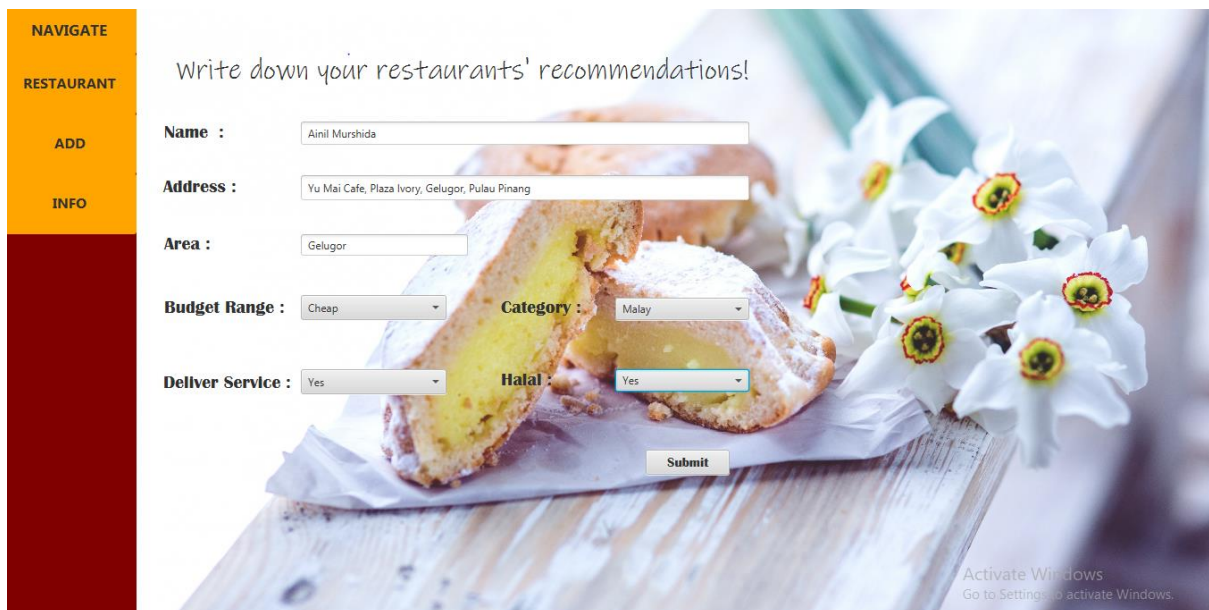 NAVIGATE
RESTAURANT
ADD
INFO
Write down your restaurants' recommendations!
Name :
Ainil Murshida
Address :
Yu Mai Cafe, Plaza Ivory, Gelugor, Pulau Pinang
Area :
Gelugor
Budget Range :
Cheap
Category :
Malay
Deliver Service :
Yes
Halal :
Yes
Submit
Activate Windows
Go to Settings to activate Windows.